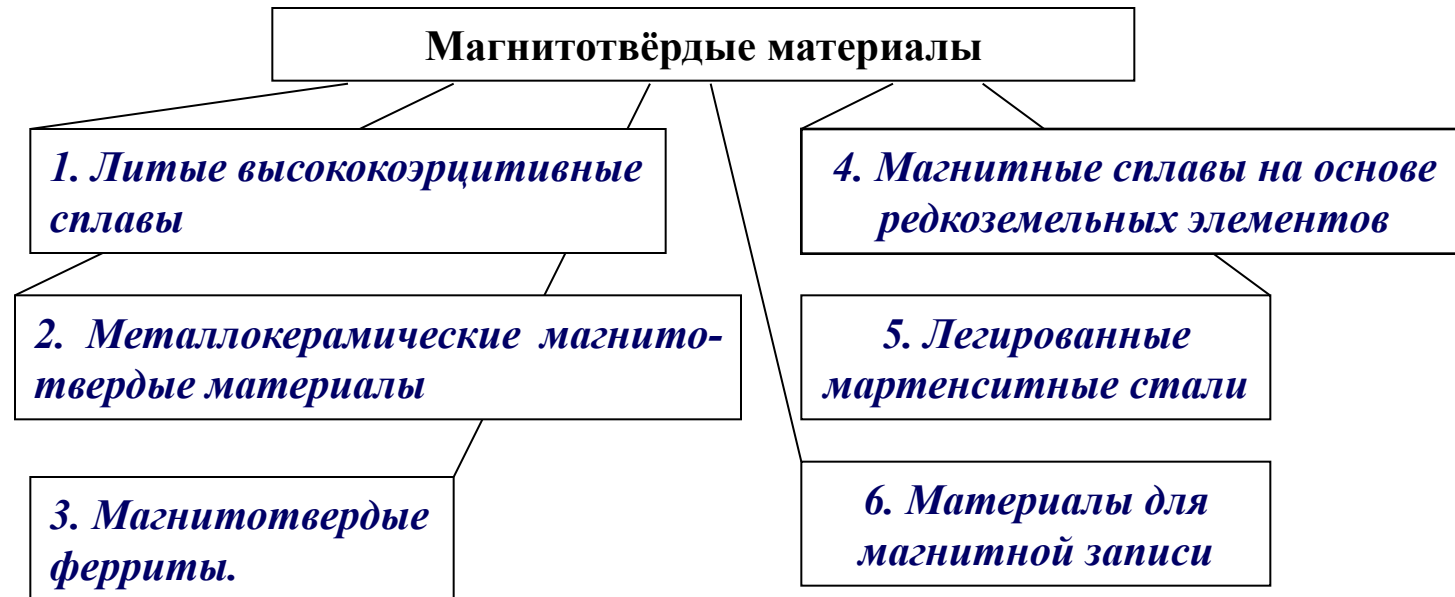 Магнитотвёрдые материалы
1. Литые высококоэрцитивные
сплавы
2. Металлокерамические магнито-
твердые материалы
3. Магнитотвердые
ферриты.
4. Магнитные сплавы на основе
редкоземельных элементов
5. Легированные
мартенситные стали
6. Материалы для
магнитной записи